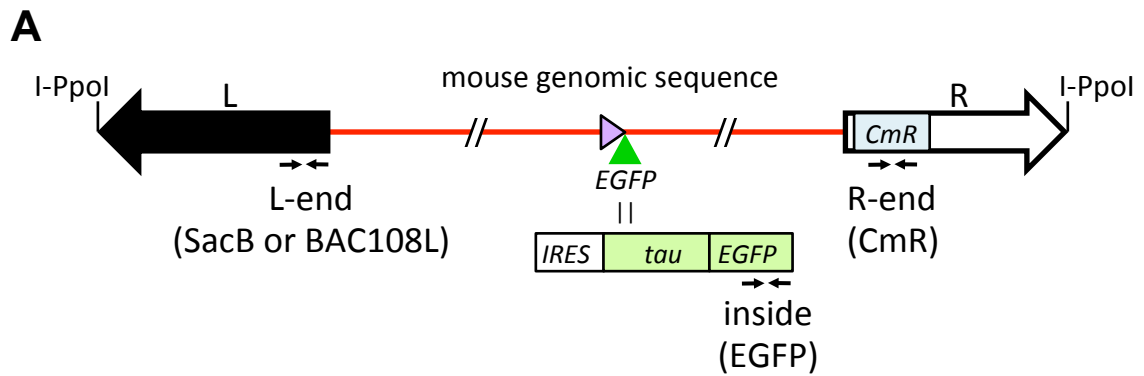 A
I-PpoI
L
mouse genomic sequence
R
I-PpoI
CmR
EGFP
L-end
(SacB or BAC108L)
R-end
(CmR)
IRES
tau
EGFP
inside
(EGFP)